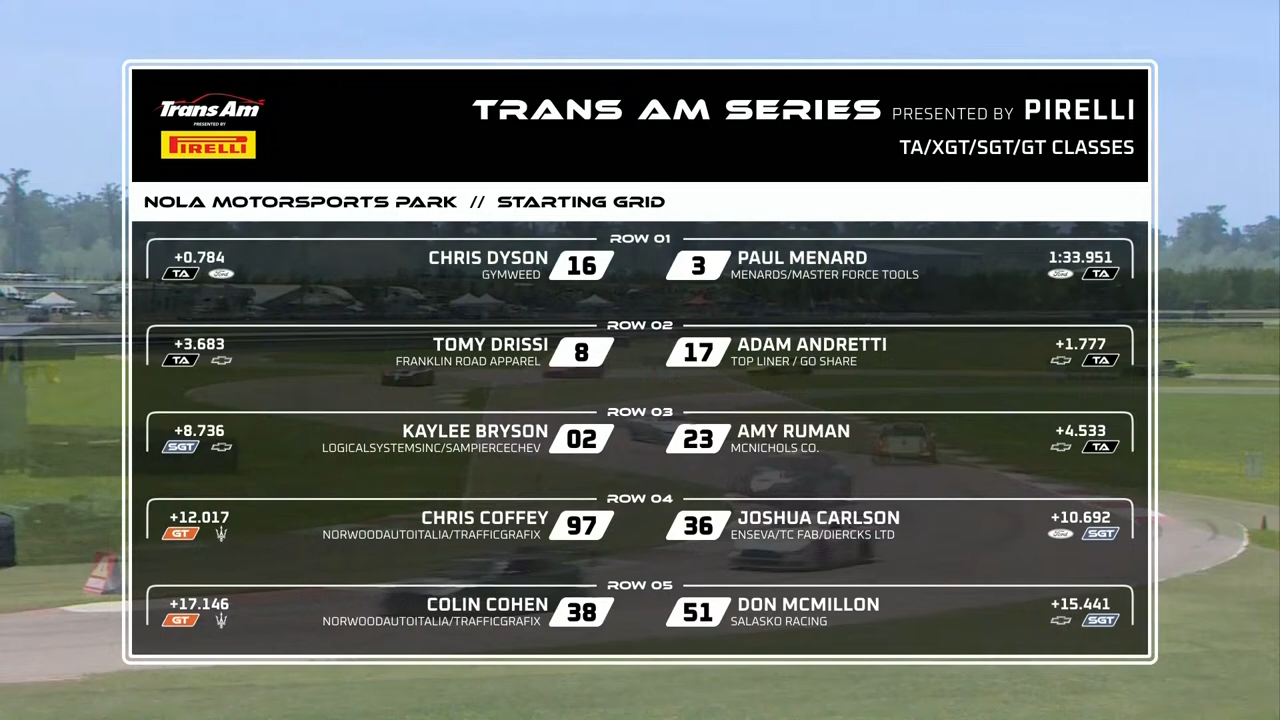 Trans Am
PRESENTED BY
PIRELLI
TRANS AM SERIES PRESENTED BY PIRELLI
TA/XGT/SGT/GT CLASSES
NOLA MOTORSPORTS PARK // STARTING GRID
ROW 01
+0.784 CHRIS DYSON 16 3 PAUL MENARD 1:33.951
TA Ford GYMWEED MENARDS/MASTER FORCE TOOLS Ford TA
ROW 02
+3.683 TOMY DRISSI 8 17 ADAM ANDRETTI +1.777
TA FRANKLIN ROAD APPAREL TOP LINER / GO SHARE TA
ROW 03
+8.736 KAYLEE BRYSON 02 23 AMY RUMAN +4.533
SGT LOGICALSYSTEMSINC/SAMPIERCECHEV MCNICHOLS CO. TA
ROW 04
+12.017 CHRIS COFFEY 97 36 JOSHUA CARLSON +10.692
GT NORWOODAUTOITALIA/TRAFFICGRAFIX ENSEVA/TC FAB/DIERCKS LTD Ford SGT
ROW 05
+17.146 COLIN COHEN 38 51 DON MCMILLON +15.441
GT NORWOODAUTOITALIA/TRAFFICGRAFIX SALASKO RACING SGT